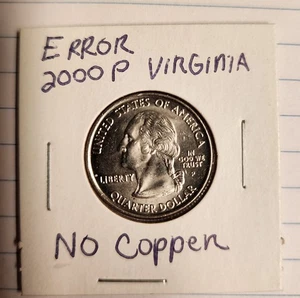 ERROR
2000 P VIRGINIA
UNITED STATES OF AMERICA
IN
GOD WE
TRUST
LIBERTY
P
QUARTER DOLLAR
No Copper